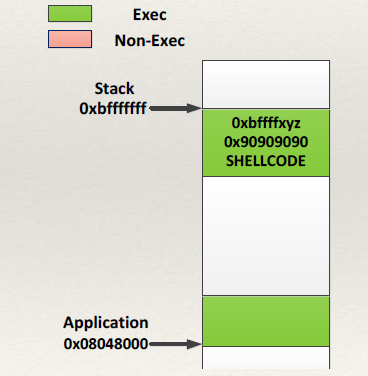 Exec
Non-Exec
Stack
0xbfffffff
0xbffffxyz
0x90909090
SHELLCODE
Application
0x08048000